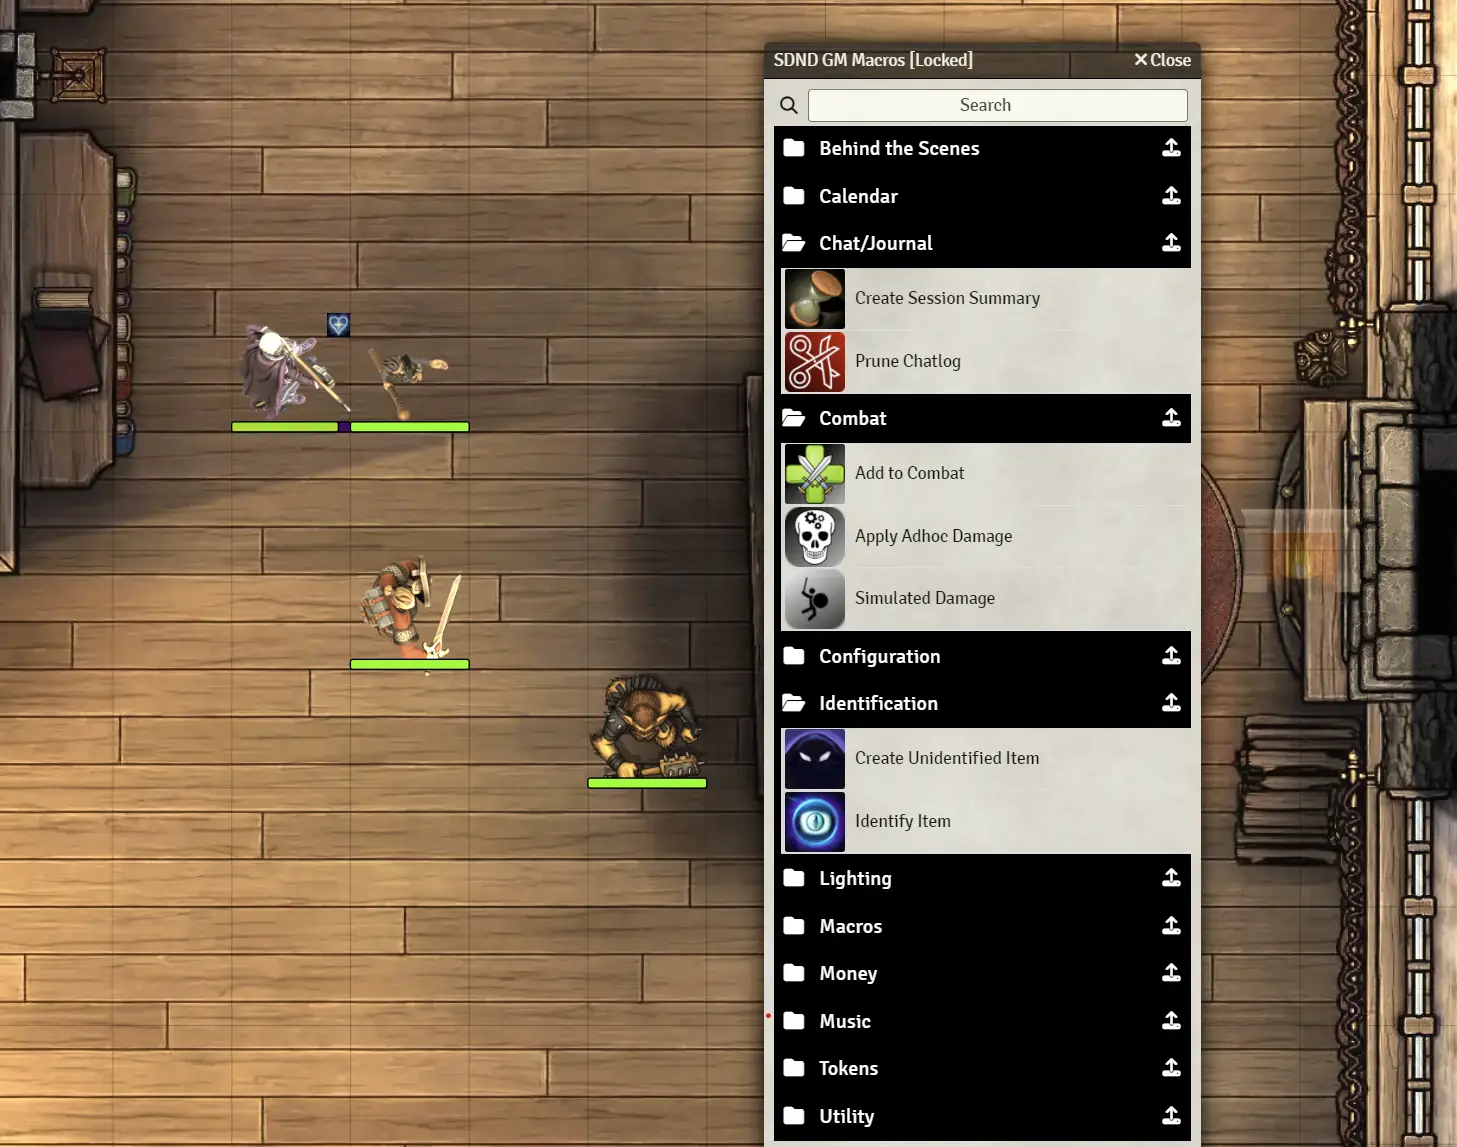 SDND GM Macros [Locked]
Close
Search
Behind the Scenes
Calendar
Chat/Journal
Create Session Summary
Prune Chatlog
Combat
Add to Combat
Apply Adhoc Damage
Simulated Damage
Configuration
Identification
Create Unidentified Item
Identify Item
Lighting
Macros
Money
Music
Tokens
Utility